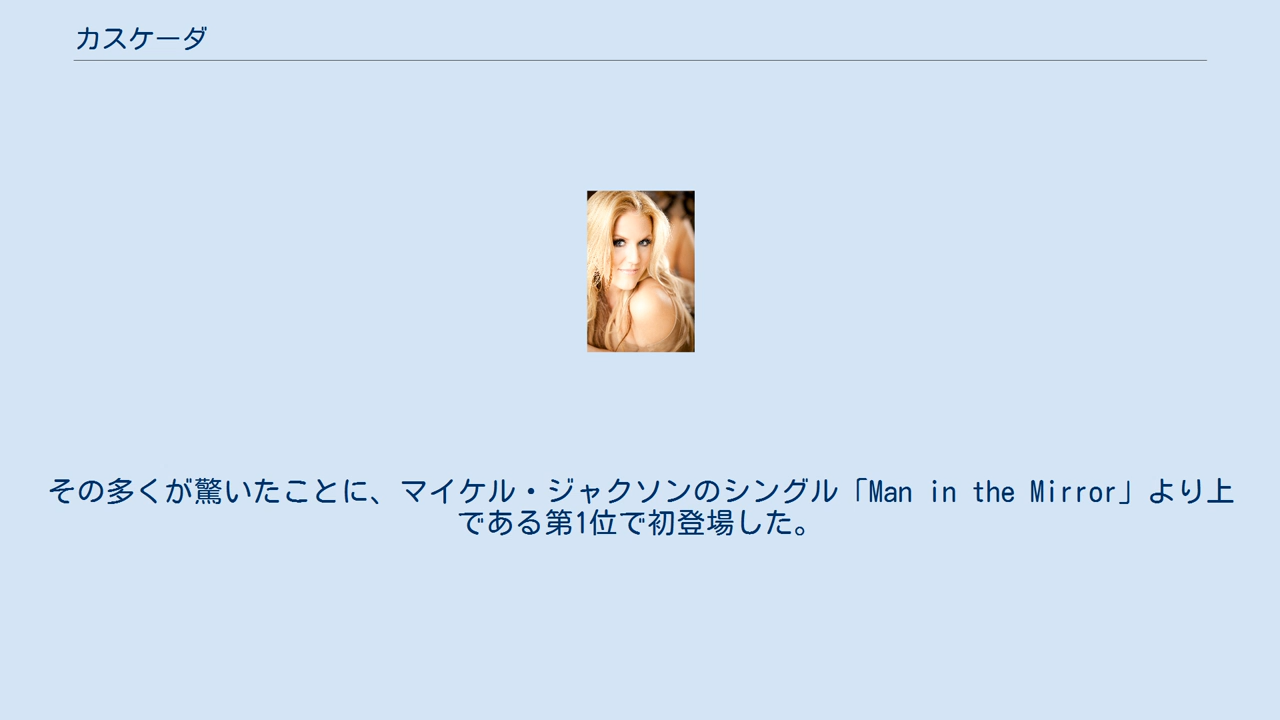 カスケーダ
その多くが驚いたことに、マイケル・ジャクソンのシングル「Man in the Mirror」より上
である第1位で初登場した。